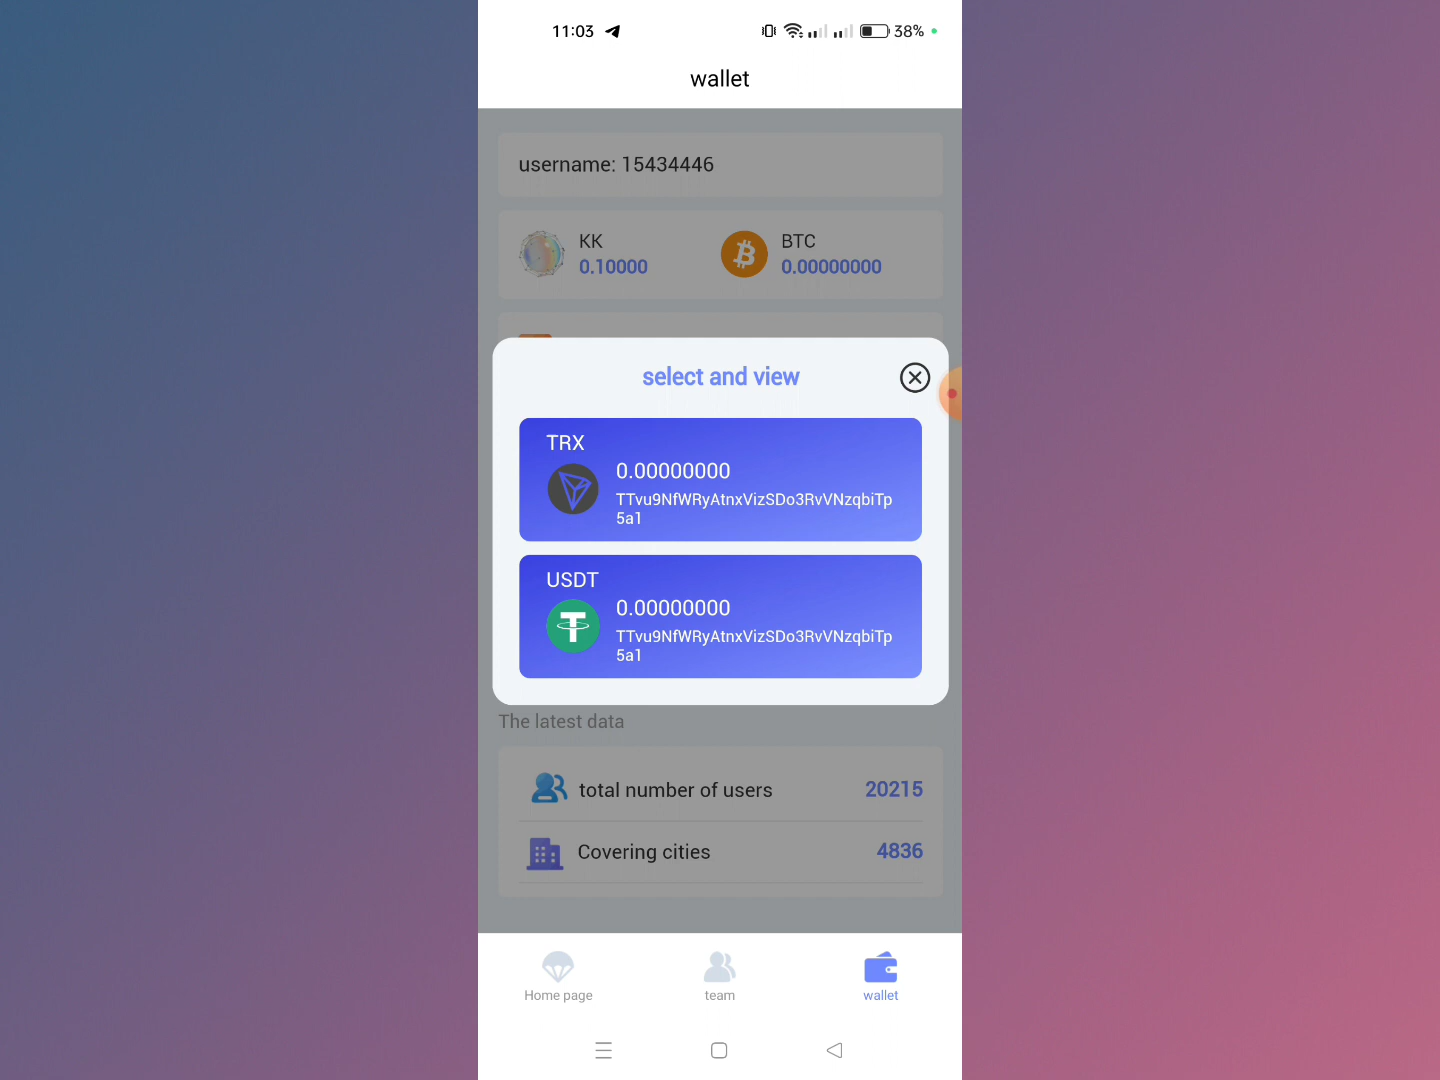 11:03
38%
wallet
username: 15434446
KK
0.10000
BTC
0.00000000
select and view
TRX
0.00000000
TTvu9NfWRyAtnxVizSDo3RvVNzqbiTp
5a1
USDT
0.00000000
TTvu9NfWRyAtnxVizSDo3RvVNzqbiTp
5a1
The latest data
total number of users
20215
Covering cities
4836
Home page
team
wallet